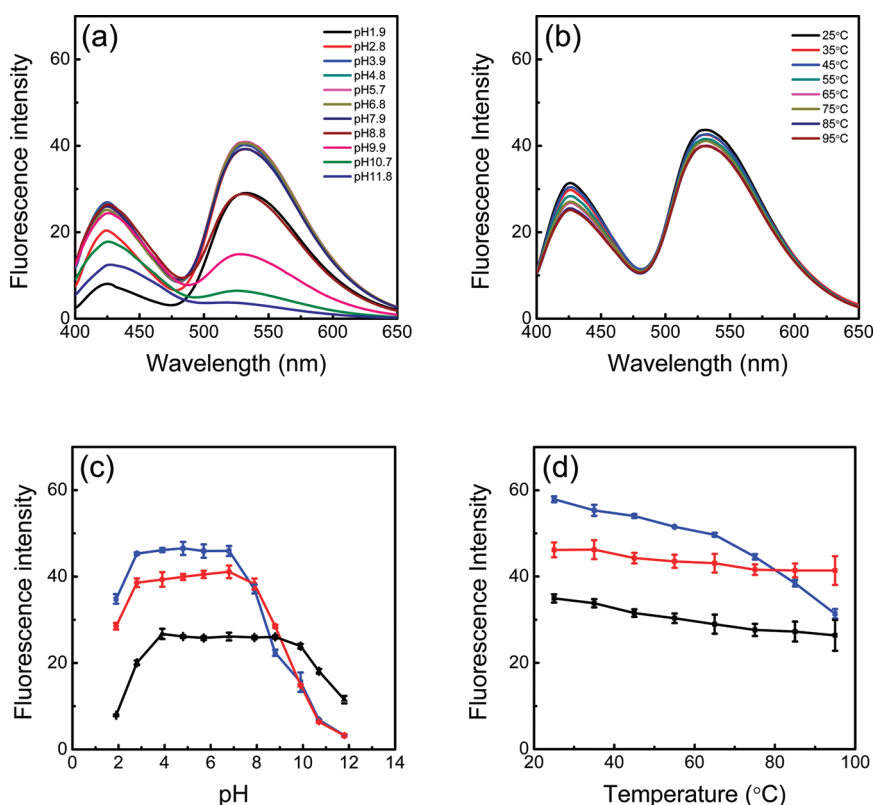 (a)
pH1.9
pH2.8
pH3.9
pH4.8
pH5.7
pH6.8
pH7.9
pH8.8
pH9.9
pH10.7
pH11.8
Fluorescence intensity
60
40
20
0
400 450 500 550 600 650
Wavelength (nm)
(b)
25°C
35°C
45°C
55°C
65°C
75°C
85°C
95°C
Fluorescence intensity
60
40
20
0
400 450 500 550 600 650
Wavelength (nm)
(c)
Fluorescence intensity
60
40
20
0
0 2 4 6 8 10 12 14
pH
(d)
Fluorescence intensity
60
40
20
0
20 40 60 80 100
Temperature (°C)